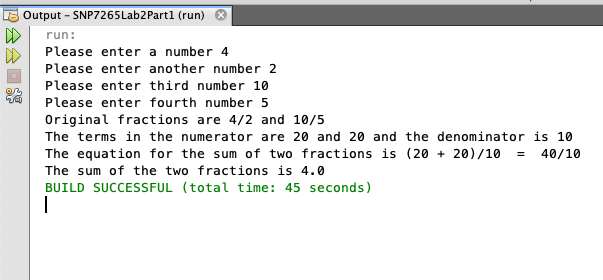 Output – SNP7265Lab2Part1 (run)
run:
Please enter a number 4
Please enter another number 2
Please enter third number 10
Please enter fourth number 5
Original fractions are 4/2 and 10/5
The terms in the numerator are 20 and 20 and the denominator is 10
The equation for the sum of two fractions is (20 + 20)/10  =  40/10
The sum of the two fractions is 4.0
BUILD SUCCESSFUL (total time: 45 seconds)